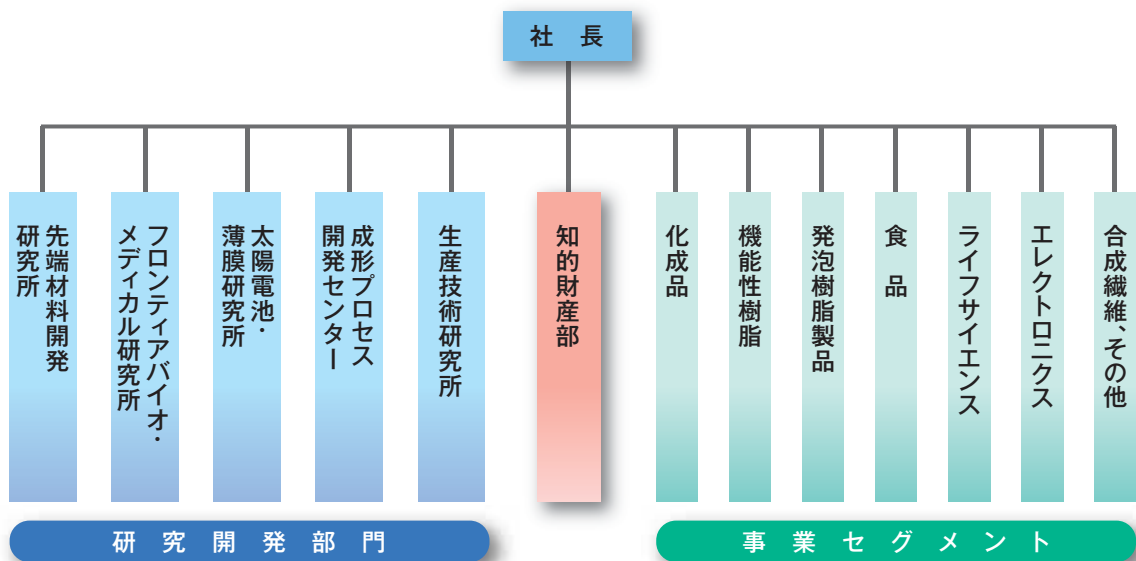 社長
先端材料開発
研究所
フロンティアバイオ・
メディカル研究所
太陽電池・
薄膜研究所
成形プロセス
開発センター
生産技術研究所
知的財産部
化成品
機能性樹脂
発泡樹脂製品
食品
ライフサイエンス
エレクトロニクス
合成繊維、その他
研究開発部門
事業セグメント